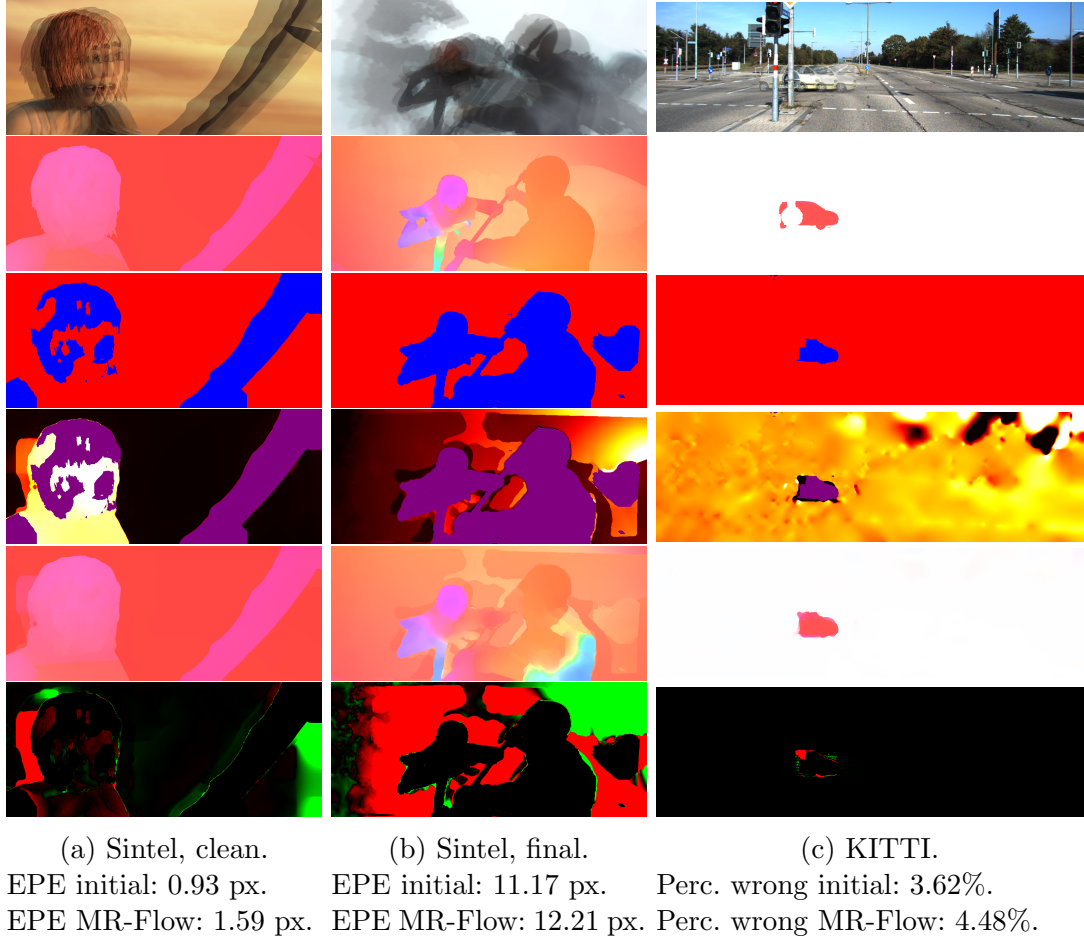 (a) Sintel, clean.
EPE initial: 0.93 px.
EPE MR-Flow: 1.59 px.
(b) Sintel, final.
EPE initial: 11.17 px.
EPE MR-Flow: 12.21 px.
(c) KITTI.
Perc. wrong initial: 3.62%.
Perc. wrong MR-Flow: 4.48%.